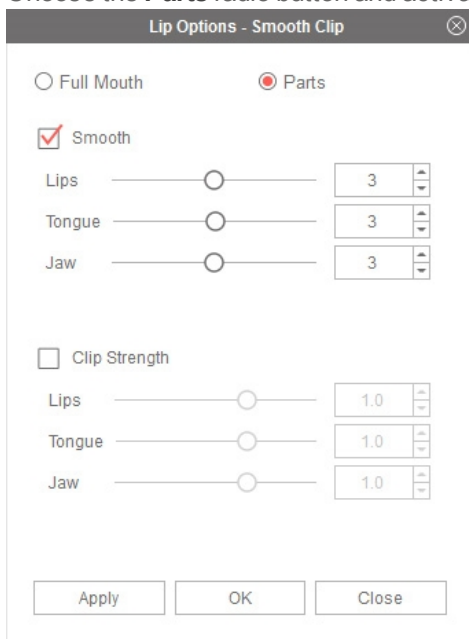 Lip Options - Smooth Clip
Full Mouth Parts
Smooth
Lips 3
Tongue 3
Jaw 3
Clip Strength
Lips 1.0
Tongue 1.0
Jaw 1.0
Apply OK Close